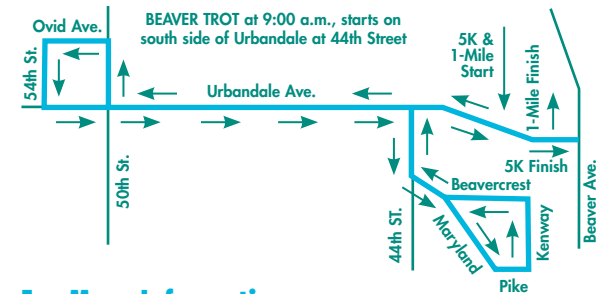 BEAVER TROT at 9:00 a.m., starts on
south side of Urbandale at 44th Street
Ovid Ave.
54th St.
50th St.
Urbandale Ave.
5K &
1-Mile
Start
1-Mile Finish
5K Finish
Beaver Ave.
44th ST.
Beavercrest
Maryland
Kenway
Pike